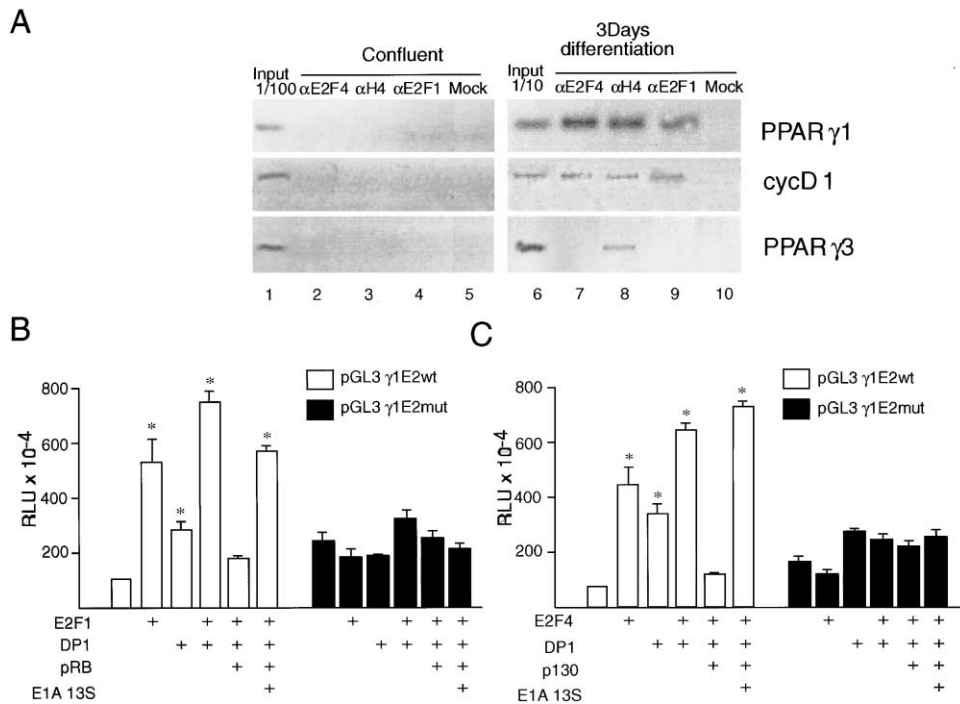 A
Confluent
3Days
differentiation
Input
1/100 αE2F4 αH4 αE2F1 Mock
Input
1/10 αE2F4 αH4 αE2F1 Mock
PPAR γ1
cycD 1
PPAR γ3
1 2 3 4 5 6 7 8 9 10
B
pGL3 γ1E2wt
pGL3 γ1E2mut
RLU x 10-4
800
600
400
200
* * * *
E2F1 + + + + + + + +
DP1 + + + + + + + +
pRB + + + +
E1A 13S + +
C
pGL3 γ1E2wt
pGL3 γ1E2mut
RLU x 10-4
800
600
400
200
* * * *
E2F4 + + + + + + + +
DP1 + + + + + + + +
p130 + + + +
E1A 13S + +